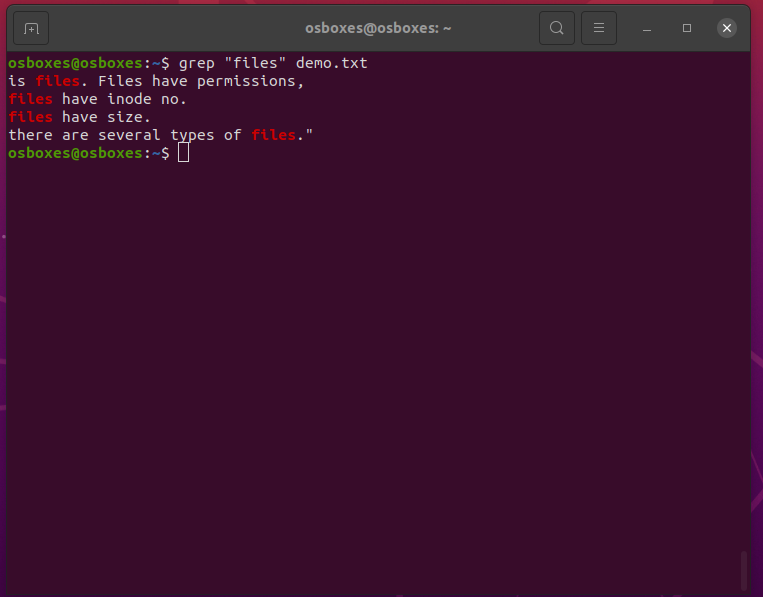 osboxes@osboxes: ~
osboxes@osboxes:~$ grep "files" demo.txt
is files. Files have permissions,
files have inode no.
files have size.
there are several types of files."
osboxes@osboxes:~$